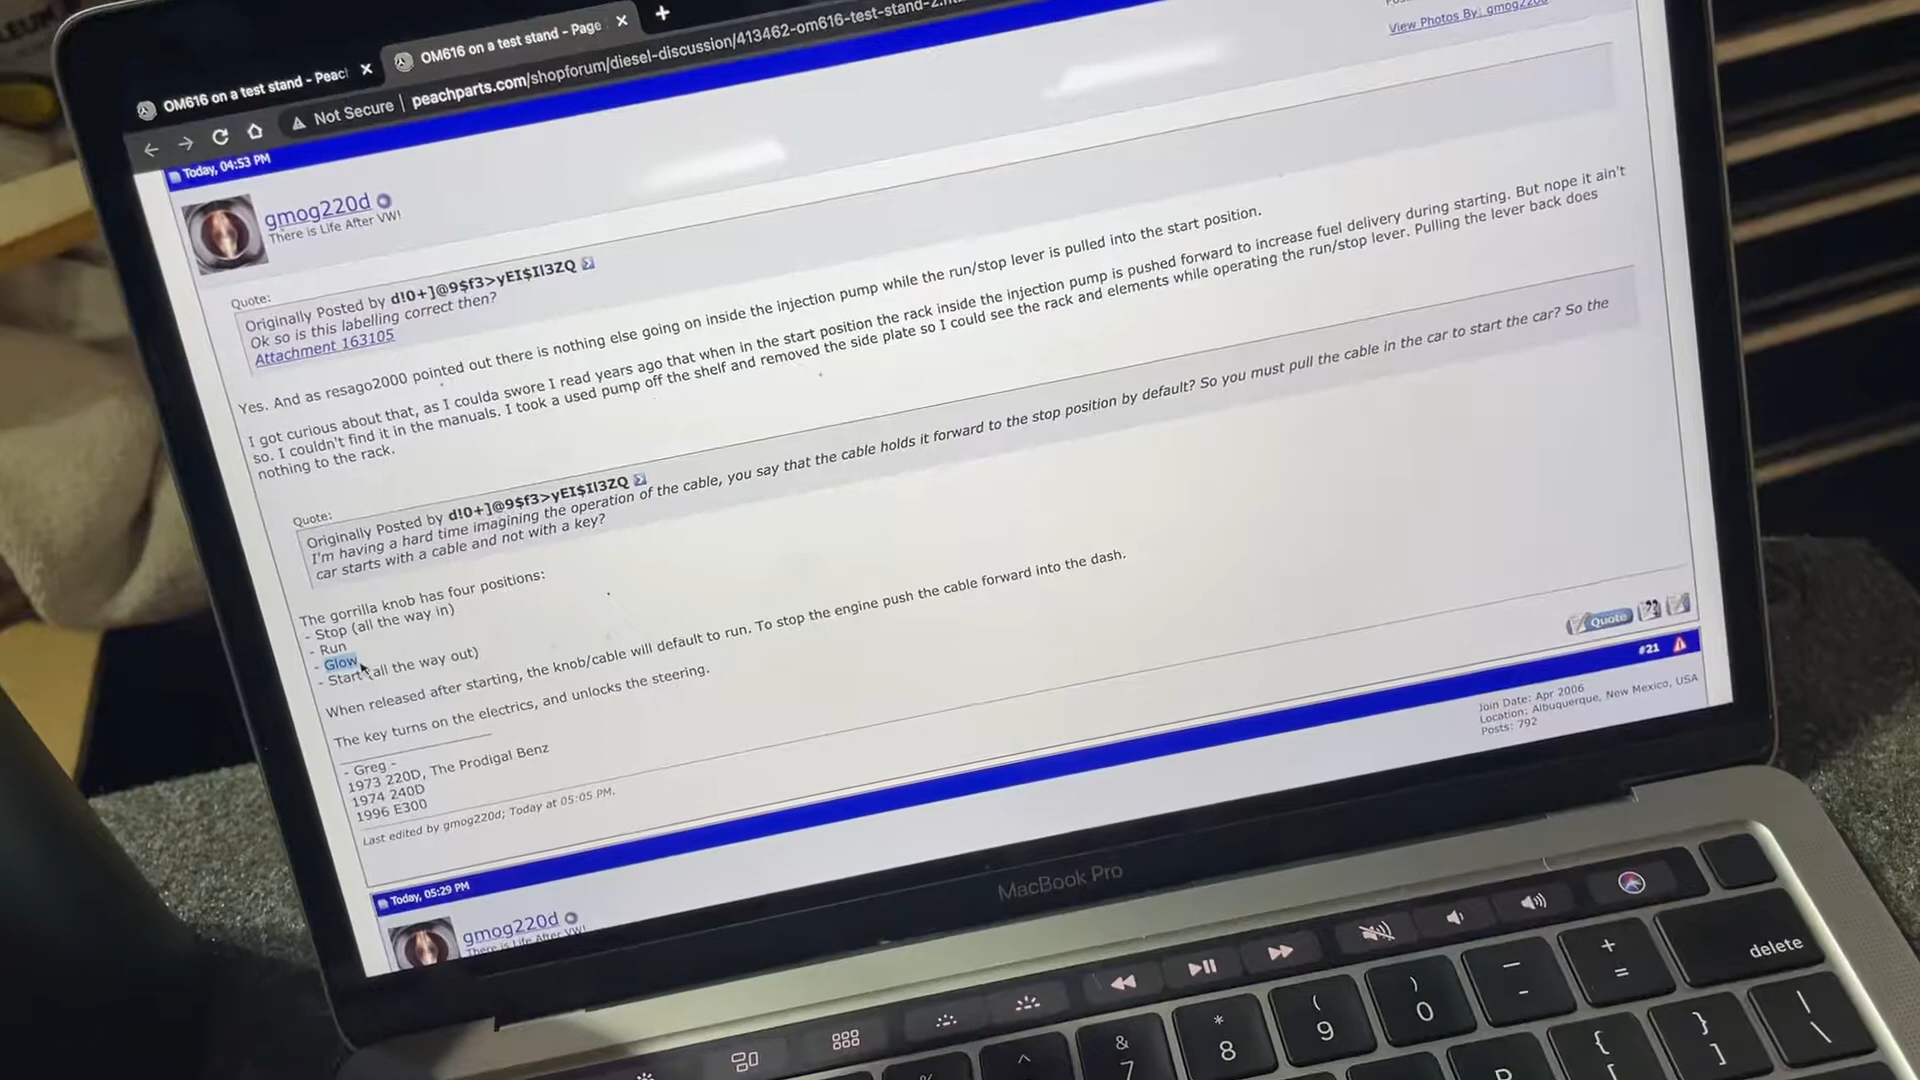 OM616 on a test stand - Peac
OM616 on a test stand - Page
Not Secure | peachparts.com/shopforum/diesel-discussion/413462-om616-test-stand-2.
View Photos By: gmog220d
Today, 04:53 PM
gmog220d
There is Life After VW!
Quote:
Originally Posted by d!0+]@9$f3>yEI$I!3ZQ
Ok so is this labelling correct then?
Attachment 163105
Yes. And as resago2000 pointed out there is nothing else going on inside the injection pump while the run/stop lever is pulled into the start position.
I got curious about that, as I coulda swore I read years ago that when in the start position the rack inside the injection pump is pushed forward to increase fuel delivery during starting. But nope it ain't
so. I couldn't find it in the manuals. I took a used pump off the shelf and removed the side plate so I could see the rack and elements while operating the run/stop lever. Pulling the lever back does
nothing to the rack.
Quote:
Originally Posted by d!0+]@9$f3>yEI$I!3ZQ
I'm having a hard time imagining the operation of the cable, you say that the cable holds it forward to the stop position by default? So you must pull the cable in the car to start the car? So the
car starts with a cable and not with a key?
The gorrilla knob has four positions:
- Stop (all the way in)
- Run
- Glow
- Start (all the way out)
When released after starting, the knob/cable will default to run. To stop the engine push the cable forward into the dash.
The key turns on the electrics, and unlocks the steering.
- Greg -
1973 220D, The Prodigal Benz
1974 240D
1996 E300
Last edited by gmog220d; Today at 05:05 PM.
Quote
#21
Today, 05:29 PM
gmog220d
There is Life After VW!
Join Date: Apr 2006
Location: Albuquerque, New Mexico, USA
Posts: 792
MacBook Pro
delete
+
=
_
-
)
0
(
9
*
8
&
7
^
{
[
}
]
|
\
P